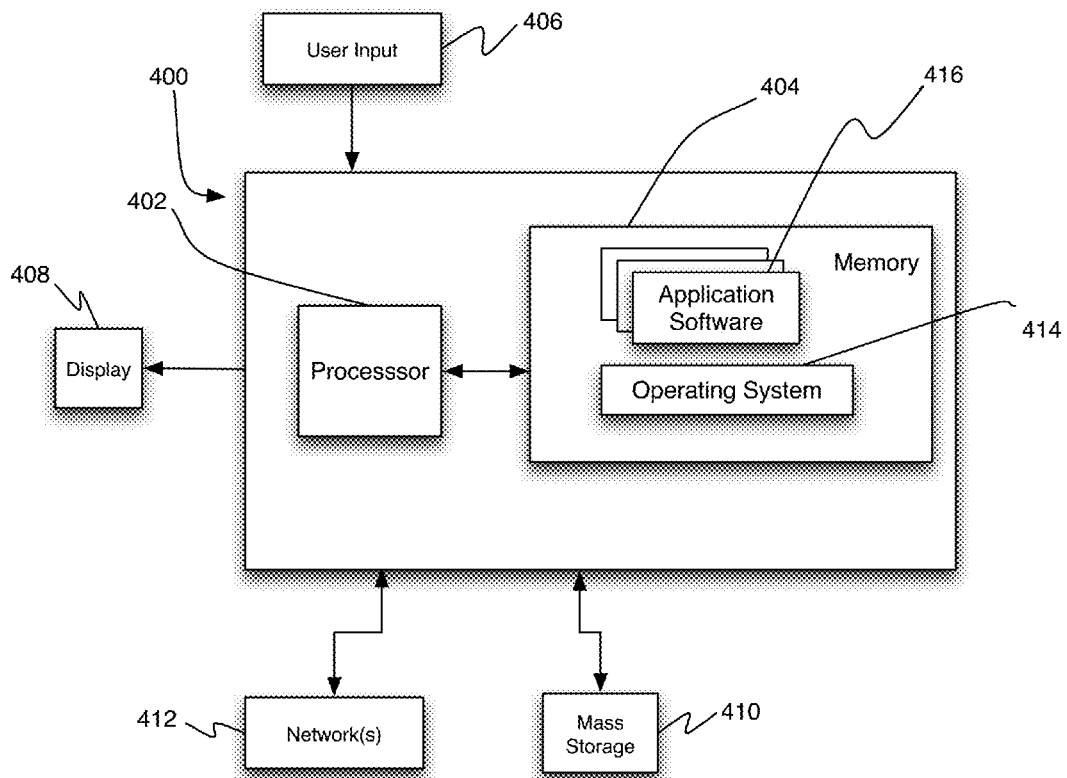 406
User Input
400
404
416
402
Memory
408
Application
Software
414
Display
Processsor
Operating System
412
Network(s)
Mass
Storage
410